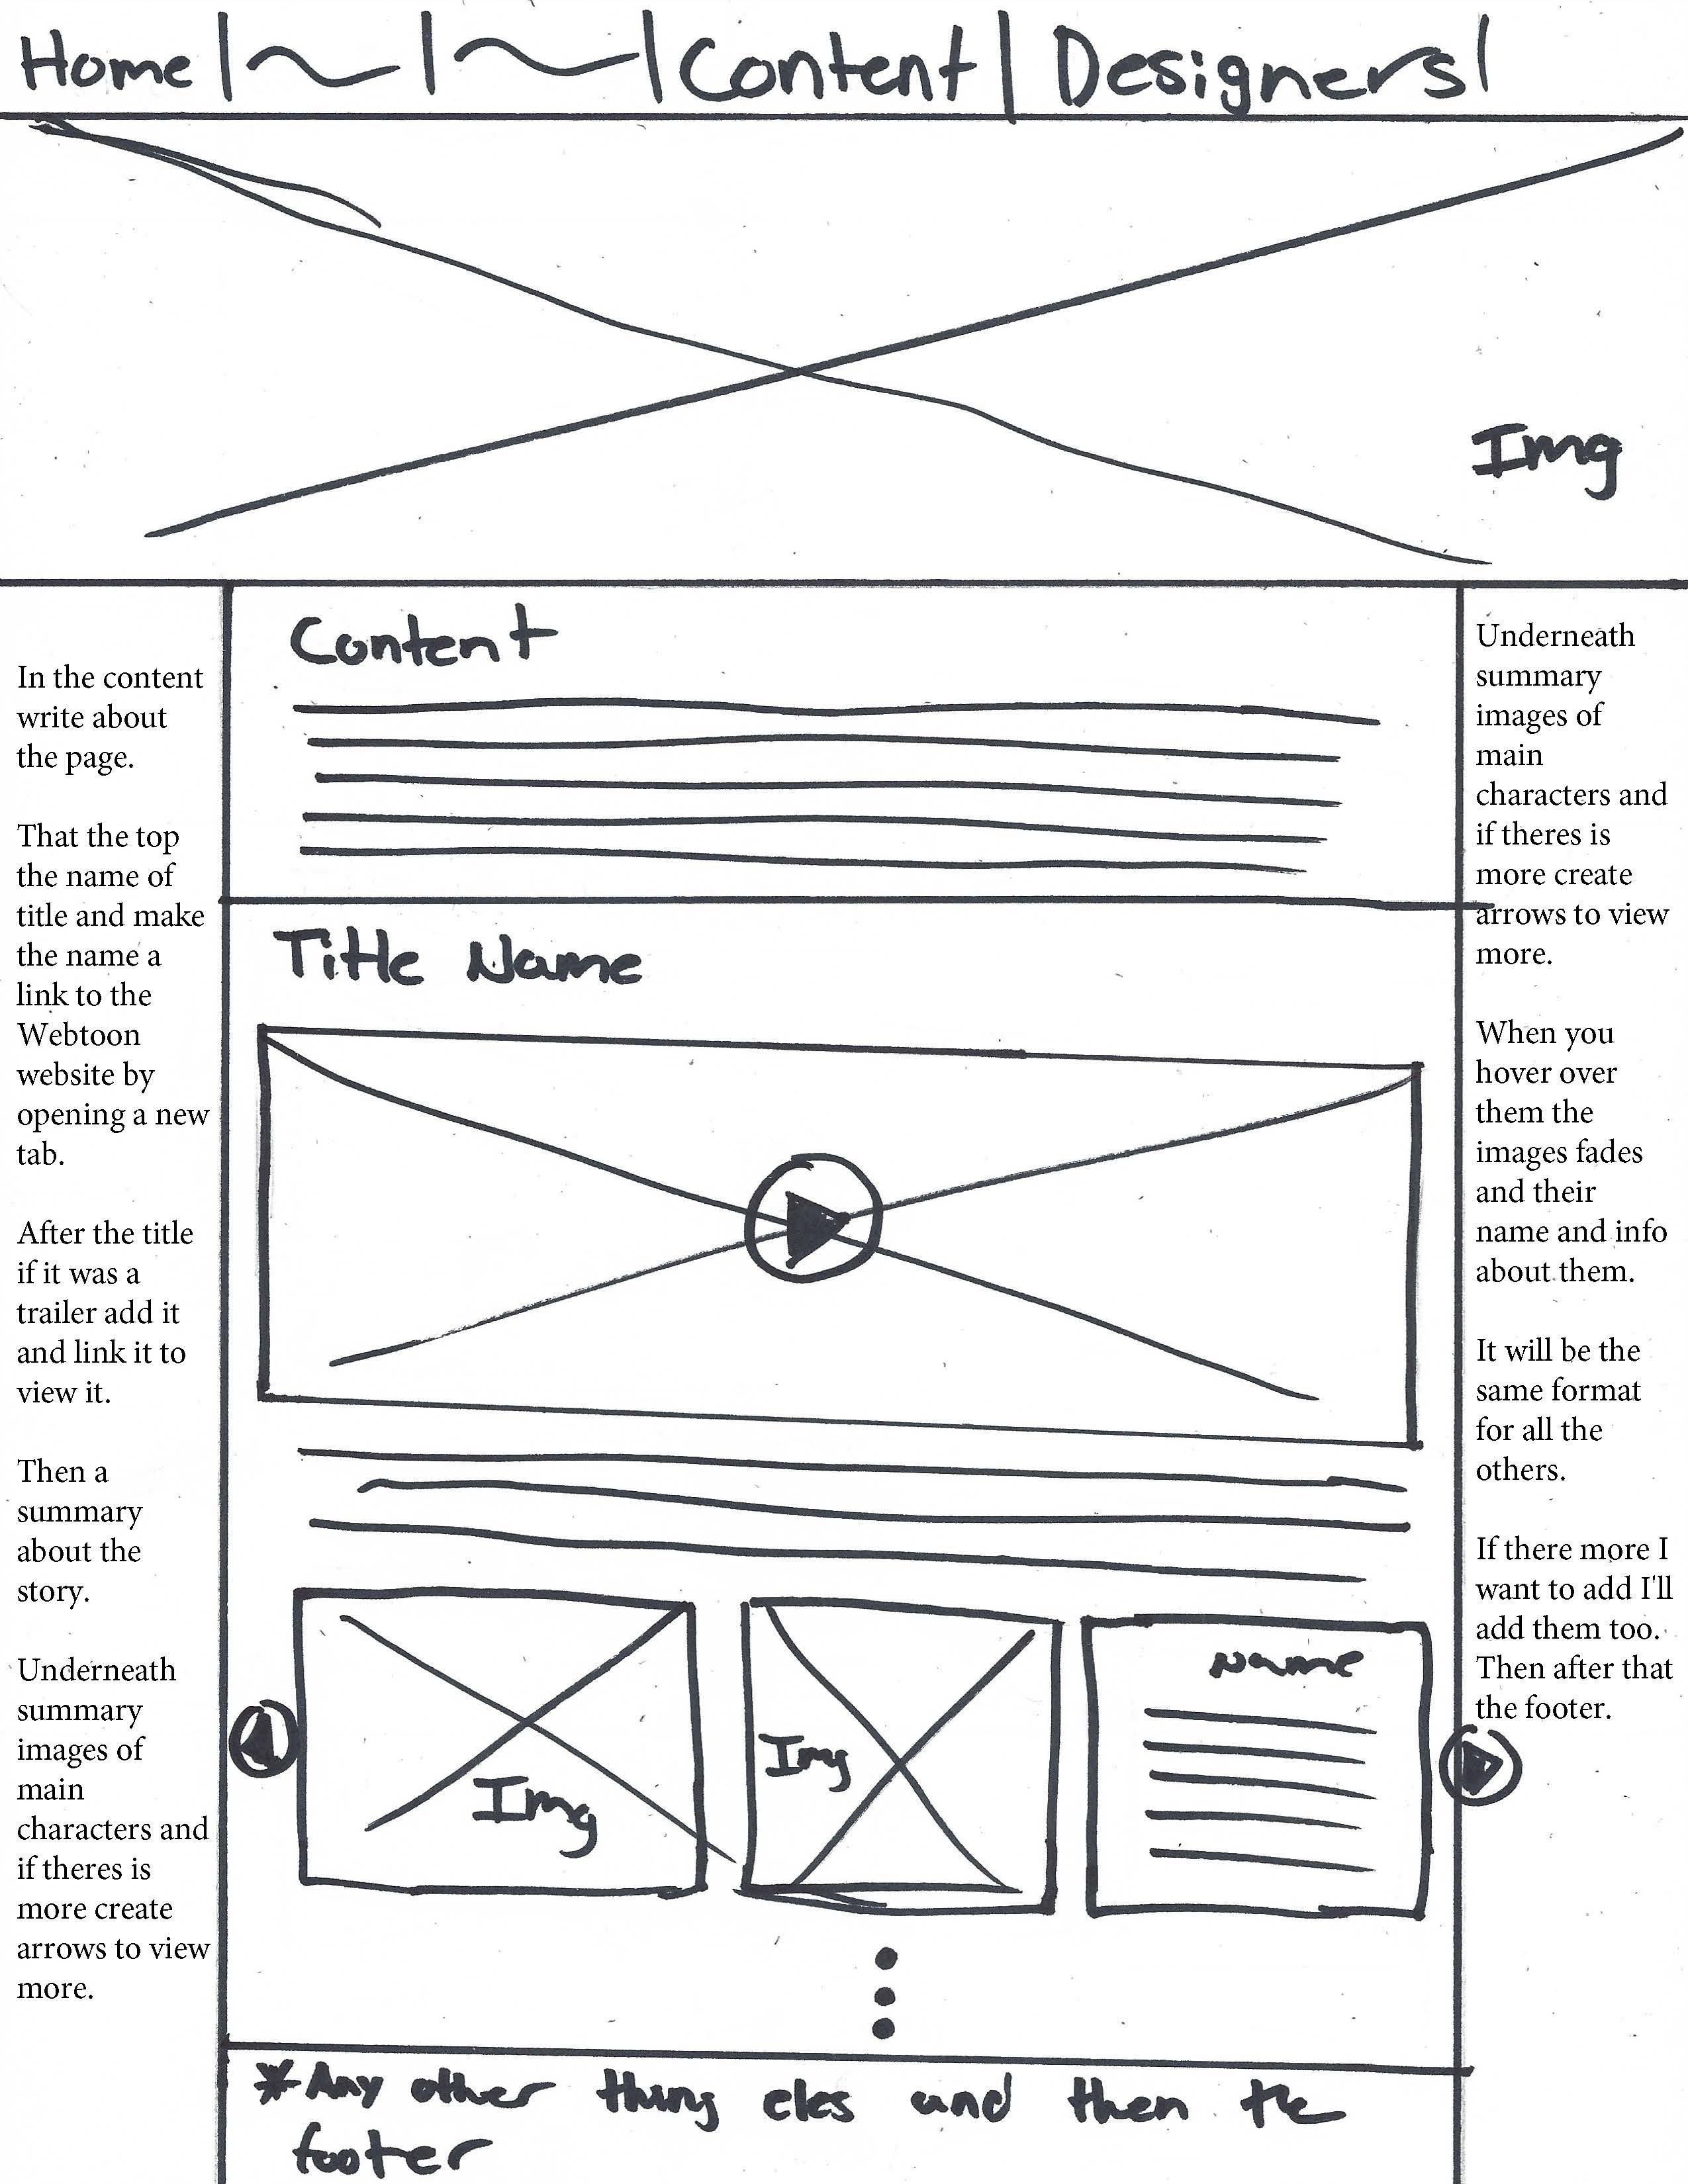 Home | | | Content | Designers |
Img
Content
Title Name
Img
Img
Name
*Any other thing eles and then the
footer
In the content
write about
the page.
That the top
the name of
title and make
the name a
link to the
Webtoon
website by
opening a new
tab.
After the title
if it was a
trailer add it
and link it to
view it.
Then a
summary
about the
story.
Underneath
summary
images of
main
characters and
if theres is
more create
arrows to view
more.
Underneath
summary
images of
main
characters and
if theres is
more create
arrows to view
more.
When you
hover over
them the
images fades
and their
name and info
about them.
It will be the
same format
for all the
others.
If there more I
want to add I'll
add them too.
Then after that
the footer.